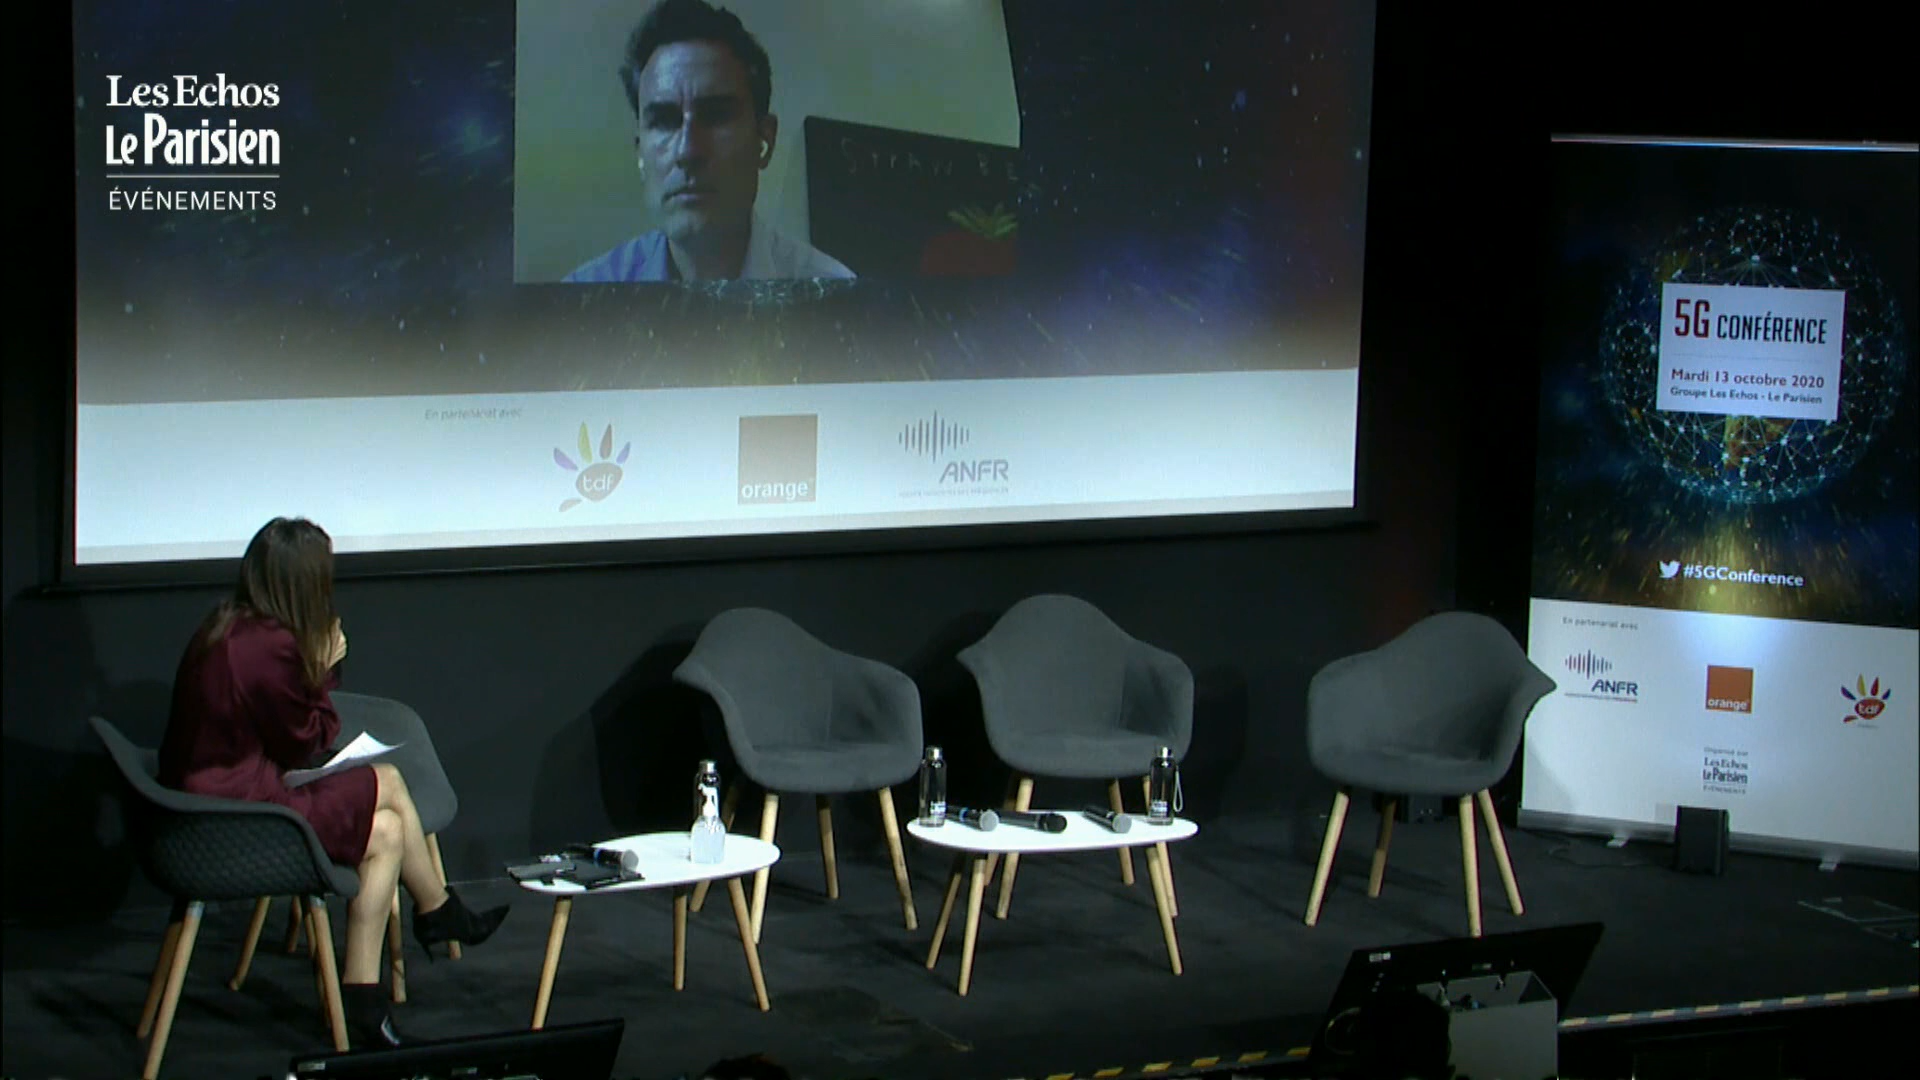 Les Echos
Le Parisien
ÉVÉNEMENTS
STRAWBE
En partenariat avec
tdf
orange
ANFR
5G CONFÉRENCE
Mardi 13 octobre 2020
Groupe Les Echos - Le Parisien
#5GConference
En partenariat avec
ANFR
orange
tdf
Organisé par
Les Echos
Le Parisien
ÉVÉNEMENTS